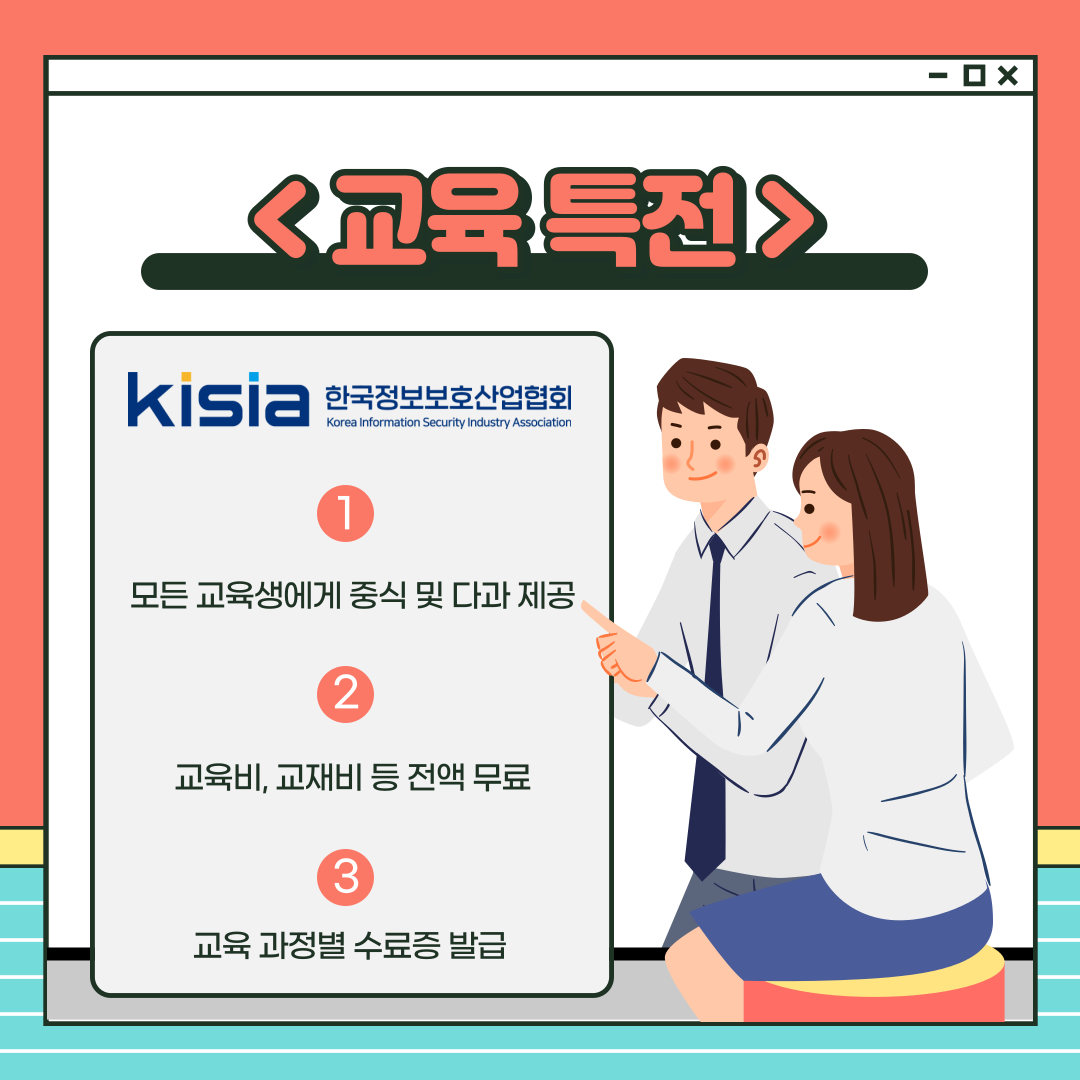 <교육 특전>
kisia 한국정보보호산업협회
Korea Information Security Industry Association
1
모든 교육생에게 중식 및 다과 제공
2
교육비, 교재비 등 전액 무료
3
교육 과정별 수료증 발급